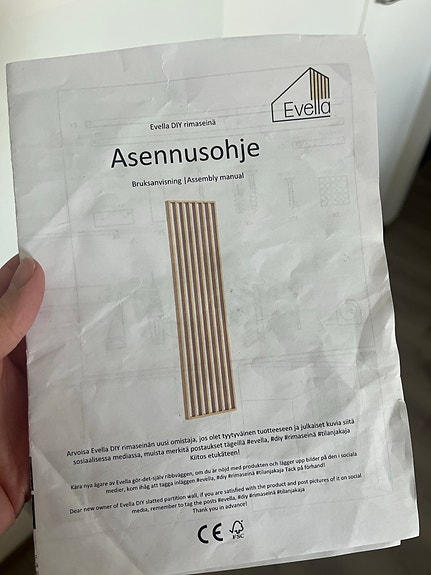 Evella
Evella DIY rimaseinä
Asennusohje
Bruksanvisning |Assembly manual
Arvoisa Evella DIY rimaseinän uusi omistaja, jos olet tyytyväinen tuotteeseen ja julkaiset kuvia siitä
sosiaalisessa mediassa, muista merkitä postaukset tägeillä #evella, #diy #rimaseinä #tilanjakaja
Kiitos etukäteen!
Kära nya ägare av Evella gör-det-själv ribbväggen, om du är nöjd med produkten och lägger upp bilder på den i sociala
medier, kom ihåg att tagga inläggen #evella, #diy #rimaseinä #tilanjakaja Tack på förhand!
Dear new owner of Evella DIY slatted partition wall, if you are satisfied with the product and post pictures of it on social
media, remember to tag the posts #evella, #diy #rimaseinä #tilanjakaja
Thank you in advance!
CE FSC